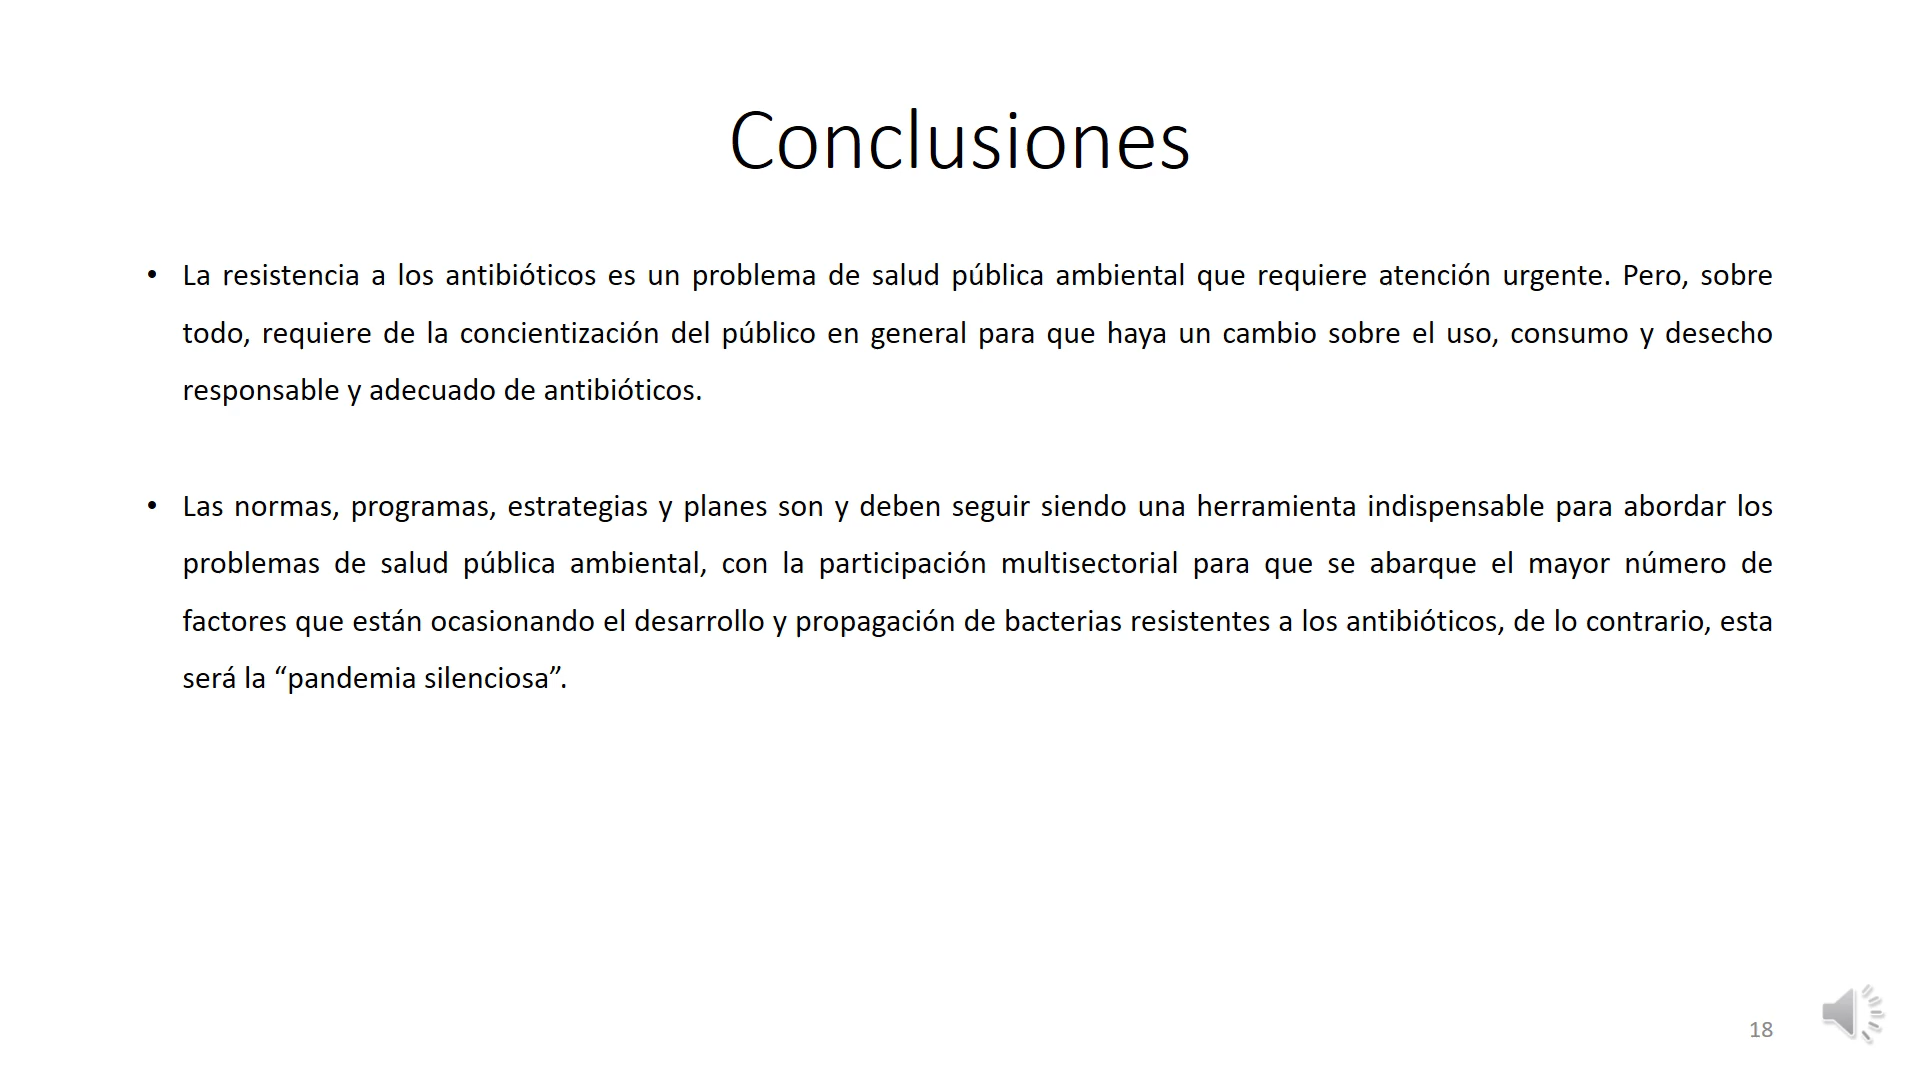 Conclusiones
• La resistencia a los antibióticos es un problema de salud pública ambiental que requiere atención urgente. Pero, sobre
todo, requiere de la concientización del público en general para que haya un cambio sobre el uso, consumo y desecho
responsable y adecuado de antibióticos.
• Las normas, programas, estrategias y planes son y deben seguir siendo una herramienta indispensable para abordar los
problemas de salud pública ambiental, con la participación multisectorial para que se abarque el mayor número de
factores que están ocasionando el desarrollo y propagación de bacterias resistentes a los antibióticos, de lo contrario, esta
será la “pandemia silenciosa”.
18